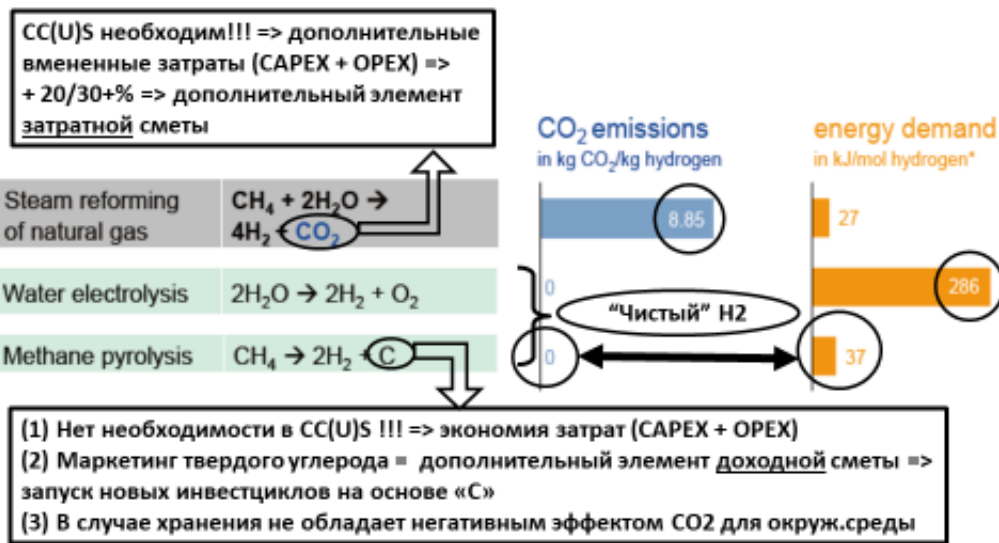 CC(U)S необходим!!! => дополнительные
вмененные затраты (CAPEX + OPEX) =>
+ 20/30+% => дополнительный элемент
затратной сметы
CO₂ emissions
in kg CO₂/kg hydrogen
energy demand
in kJ/mol hydrogen*
Steam reforming
of natural gas
CH₄ + 2H₂O →
4H₂ + CO₂
8.85
27
Water electrolysis
2H₂O → 2H₂ + O₂
0
286
“Чистый” H2
Methane pyrolysis
CH₄ → 2H₂ + C
0
37
(1) Нет необходимости в CC(U)S !!! => экономия затрат (CAPEX + OPEX)
(2) Маркетинг твердого углерода = дополнительный элемент доходной сметы =>
запуск новых инвестциклов на основе «С»
(3) В случае хранения не обладает негативным эффектом СО2 для окруж.среды